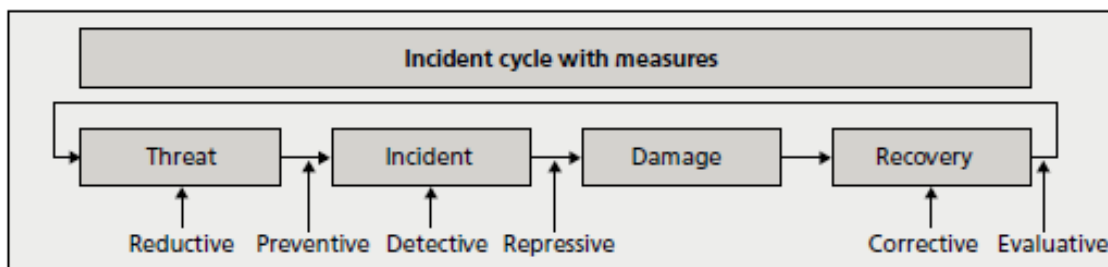 Incident cycle with measures
Threat Incident Damage Recovery
Reductive Preventive Detective Repressive Corrective Evaluative